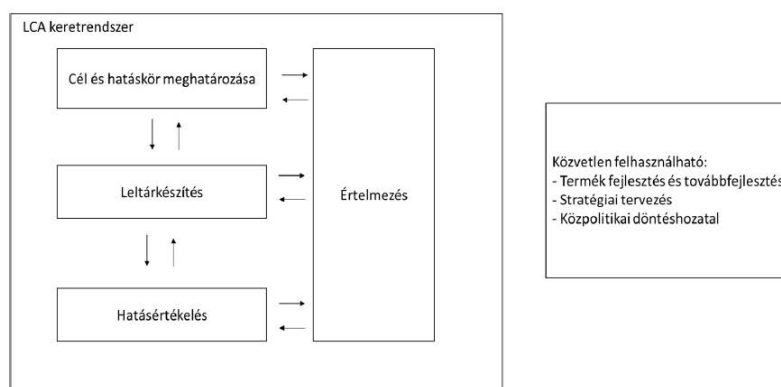 LCA keretrendszer
Cél és hatáskör meghatározása
Leltárkészítés
Hatásértékelés
Értelmezés
Közvetlen felhasználható:
- Termék fejlesztés és továbbfejlesztés
- Stratégiai tervezés
- Közpolitikai döntéshozatal